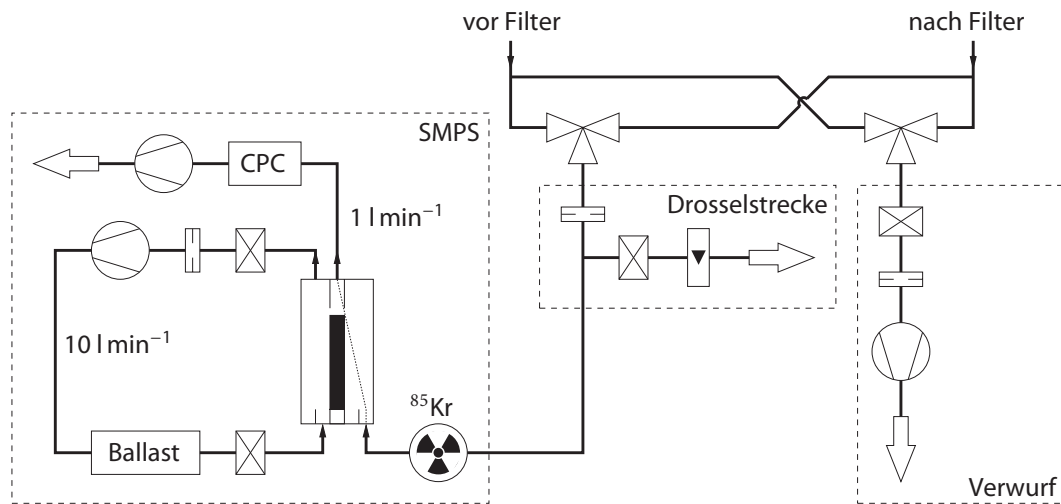 vor Filter
nach Filter
SMPS
CPC
1 l min⁻¹
Drosselstrecke
10 l min⁻¹
⁸⁵Kr
Ballast
Verwurf